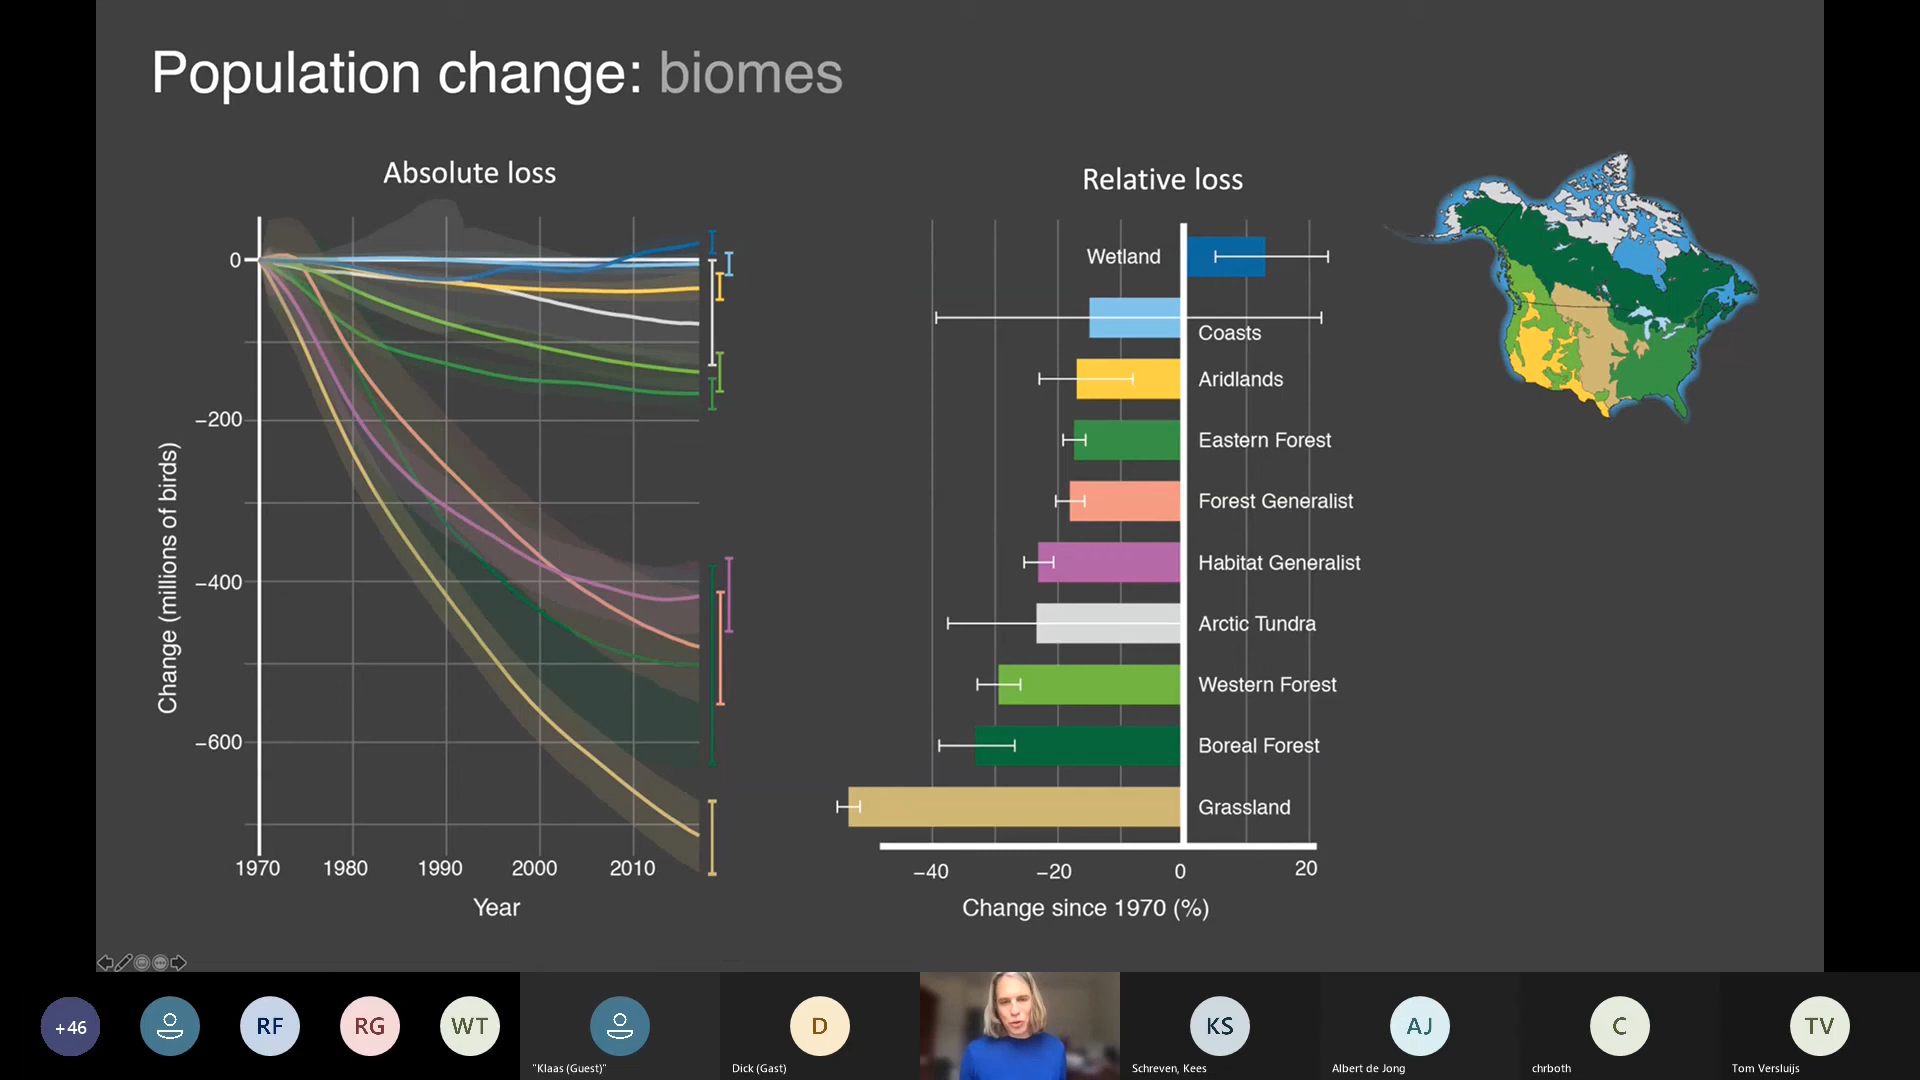 Population change: biomes
Absolute loss
Relative loss
0
−200
−400
−600
Change (millions of birds)
1970
1980
1990
2000
2010
Year
Wetland
Coasts
Aridlands
Eastern Forest
Forest Generalist
Habitat Generalist
Arctic Tundra
Western Forest
Boreal Forest
Grassland
−40
−20
0
20
Change since 1970 (%)
+46
RF
RG
WT
"Klaas (Guest)"
D
Dick (Gast)
KS
Schreven, Kees
AJ
Albert de Jong
C
chrboth
TV
Tom Versluijs